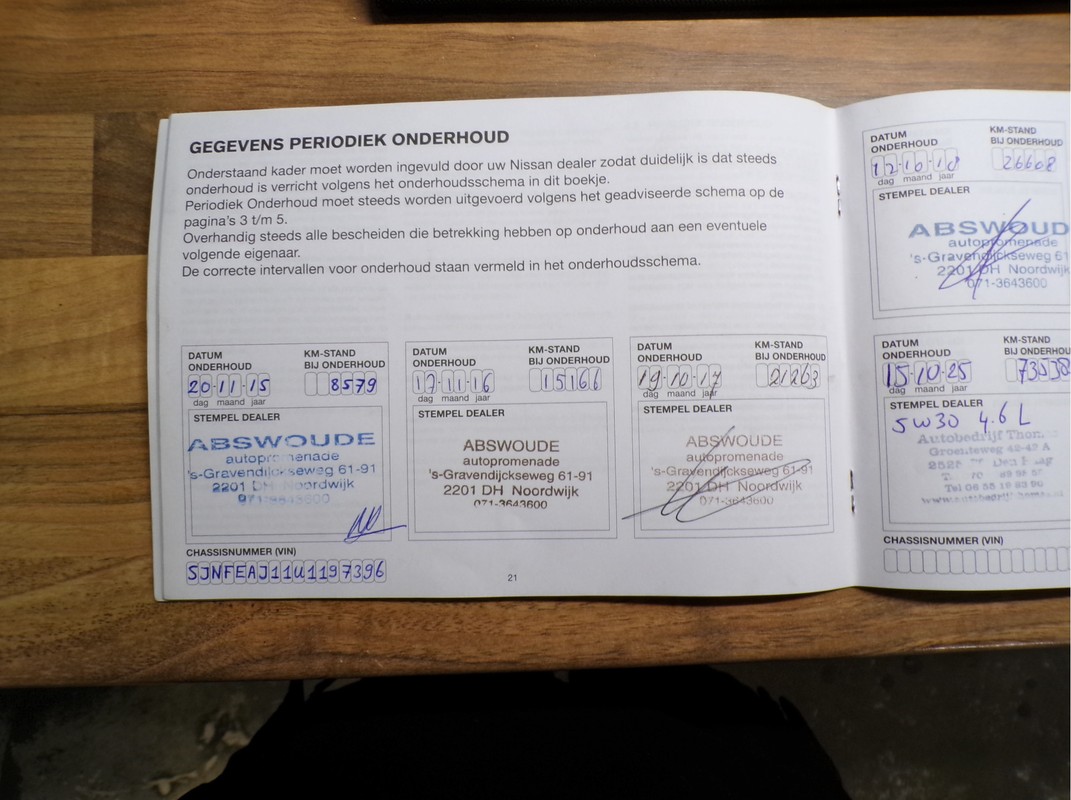 GEGEVENS PERIODIEK ONDERHOUD
Onderstaand kader moet worden ingevuld door uw Nissan dealer zodat duidelijk is dat steeds
onderhoud is verricht volgens het onderhoudsschema in dit boekje.
Periodiek Onderhoud moet steeds worden uitgevoerd volgens het geadviseerde schema op de
pagina's 3 t/m 5.
Overhandig steeds alle bescheiden die betrekking hebben op onderhoud aan een eventuele
volgende eigenaar.
De correcte intervallen voor onderhoud staan vermeld in het onderhoudsschema.
DATUM ONDERHOUD
KM-STAND BIJ ONDERHOUD
20-11-15
8579
dag maand jaar
STEMPEL DEALER
ABSWOUDE
autopromenade
's-Gravendijckseweg 61-91
2201 DH Noordwijk
CHASSISNUMMER (VIN)
SJNFEAJ11U1197396
DATUM ONDERHOUD
KM-STAND BIJ ONDERHOUD
17-11-16
15166
dag maand jaar
STEMPEL DEALER
ABSWOUDE
autopromenade
's-Gravendijckseweg 61-91
2201 DH Noordwijk
071-3643600
DATUM ONDERHOUD
KM-STAND BIJ ONDERHOUD
19-10-17
21263
dag maand jaar
STEMPEL DEALER
ABSWOUDE
autopromenade
's-Gravendijckseweg 61-91
2201 DH Noordwijk
071-3643600
21
DATUM ONDERHOUD
KM-STAND BIJ ONDERHOUD
12-10-18
26608
dag maand jaar
STEMPEL DEALER
ABSWOUD
autopromenade
's-Gravendijckseweg 61
2201 DH Noordwijk
071-3643600
DATUM ONDERHOUD
KM-STAND BIJ ONDERHOUD
15-10-25
73538
dag maand jaar
STEMPEL DEALER
5W30 4.6 L
Autobedrijf
CHASSISNUMMER (VIN)